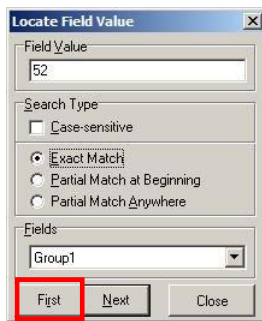 Locate Field Value
Field Value
52
Search Type
Case-sensitive
Exact Match
Partial Match at Beginning
Partial Match Anywhere
Fields
Group1
First Next Close